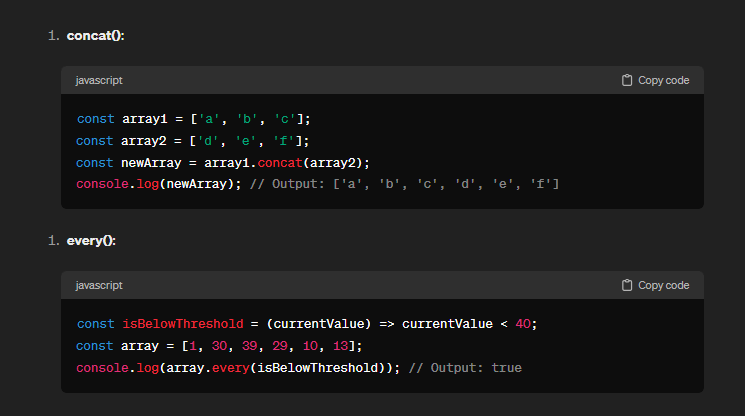 1. concat():
javascript Copy code
const array1 = ['a', 'b', 'c'];
const array2 = ['d', 'e', 'f'];
const newArray = array1.concat(array2);
console.log(newArray); // Output: ['a', 'b', 'c', 'd', 'e', 'f']
1. every():
javascript Copy code
const isBelowThreshold = (currentValue) => currentValue < 40;
const array = [1, 30, 39, 29, 10, 13];
console.log(array.every(isBelowThreshold)); // Output: true